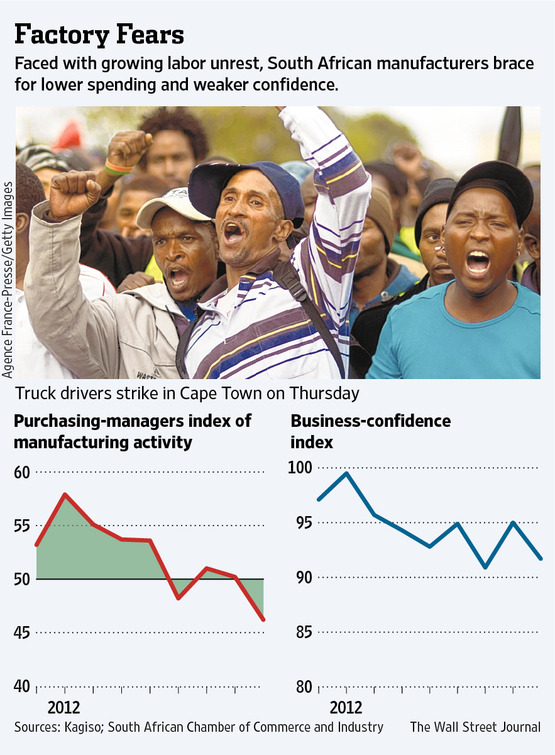 Factory Fears
Faced with growing labor unrest, South African manufacturers brace
for lower spending and weaker confidence.
Agence France-Presse/Getty Images
Truck drivers strike in Cape Town on Thursday
Purchasing-managers index of
manufacturing activity
60
55
50
45
40
2012
Business-confidence
index
100
95
90
85
80
2012
Sources: Kagiso; South African Chamber of Commerce and Industry
The Wall Street Journal